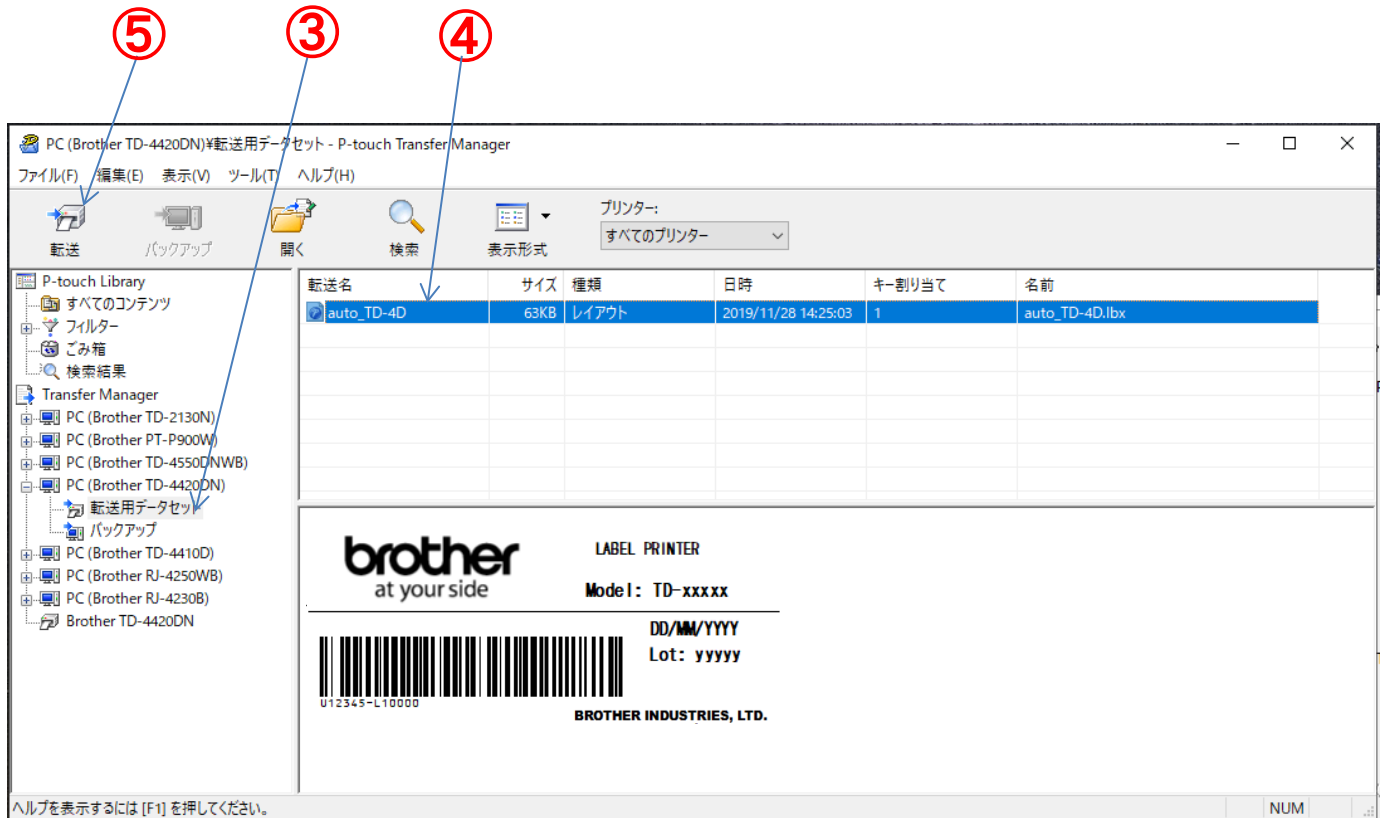 ⑤ ③ ④
PC (Brother TD-4420DN)¥転送用データセット - P-touch Transfer Manager
ファイル(F) 編集(E) 表示(V) ツール(T) ヘルプ(H)
転送 バックアップ 開く 検索 表示形式
プリンター:
すべてのプリンター
P-touch Library
すべてのコンテンツ
フィルター
ごみ箱
検索結果
Transfer Manager
PC (Brother TD-2130N)
PC (Brother PT-P900W)
PC (Brother TD-4550DNWB)
PC (Brother TD-4420DN)
転送用データセット
バックアップ
PC (Brother TD-4410D)
PC (Brother RJ-4250WB)
PC (Brother RJ-4230B)
Brother TD-4420DN
転送名 サイズ 種類 日時 キー割り当て 名前
auto_TD-4D 63KB レイアウト 2019/11/28 14:25:03 1 auto_TD-4D.lbx
brother
at your side
LABEL PRINTER
Model: TD-xxxxx
DD/MM/YYYY
Lot: yyyyy
U12345-L10000
BROTHER INDUSTRIES, LTD.
ヘルプを表示するには [F1] を押してください。 NUM